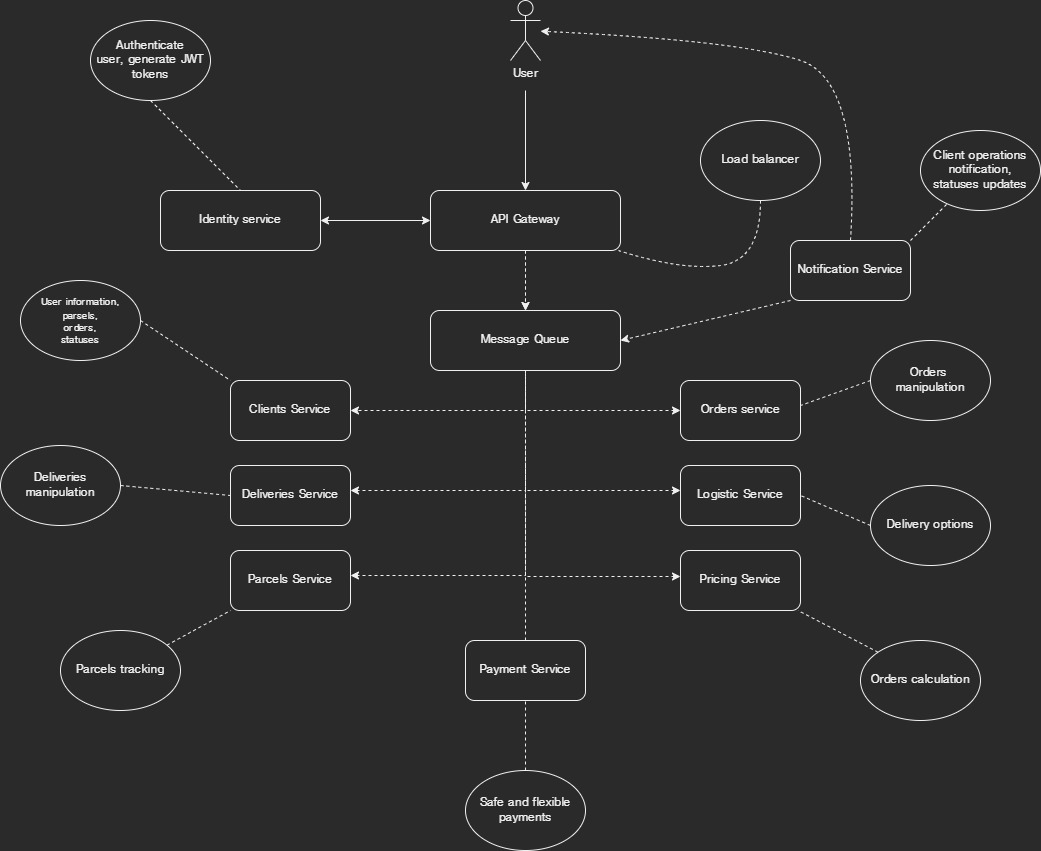 User
Authenticate
user, generate JWT
tokens
Load balancer
Client operations
notification,
statuses updates
Identity service
API Gateway
Notification Service
User information,
parcels,
orders,
statuses
Message Queue
Orders
manipulation
Clients Service
Orders service
Deliveries
manipulation
Deliveries Service
Logistic Service
Delivery options
Parcels Service
Pricing Service
Parcels tracking
Payment Service
Orders calculation
Safe and flexible
payments